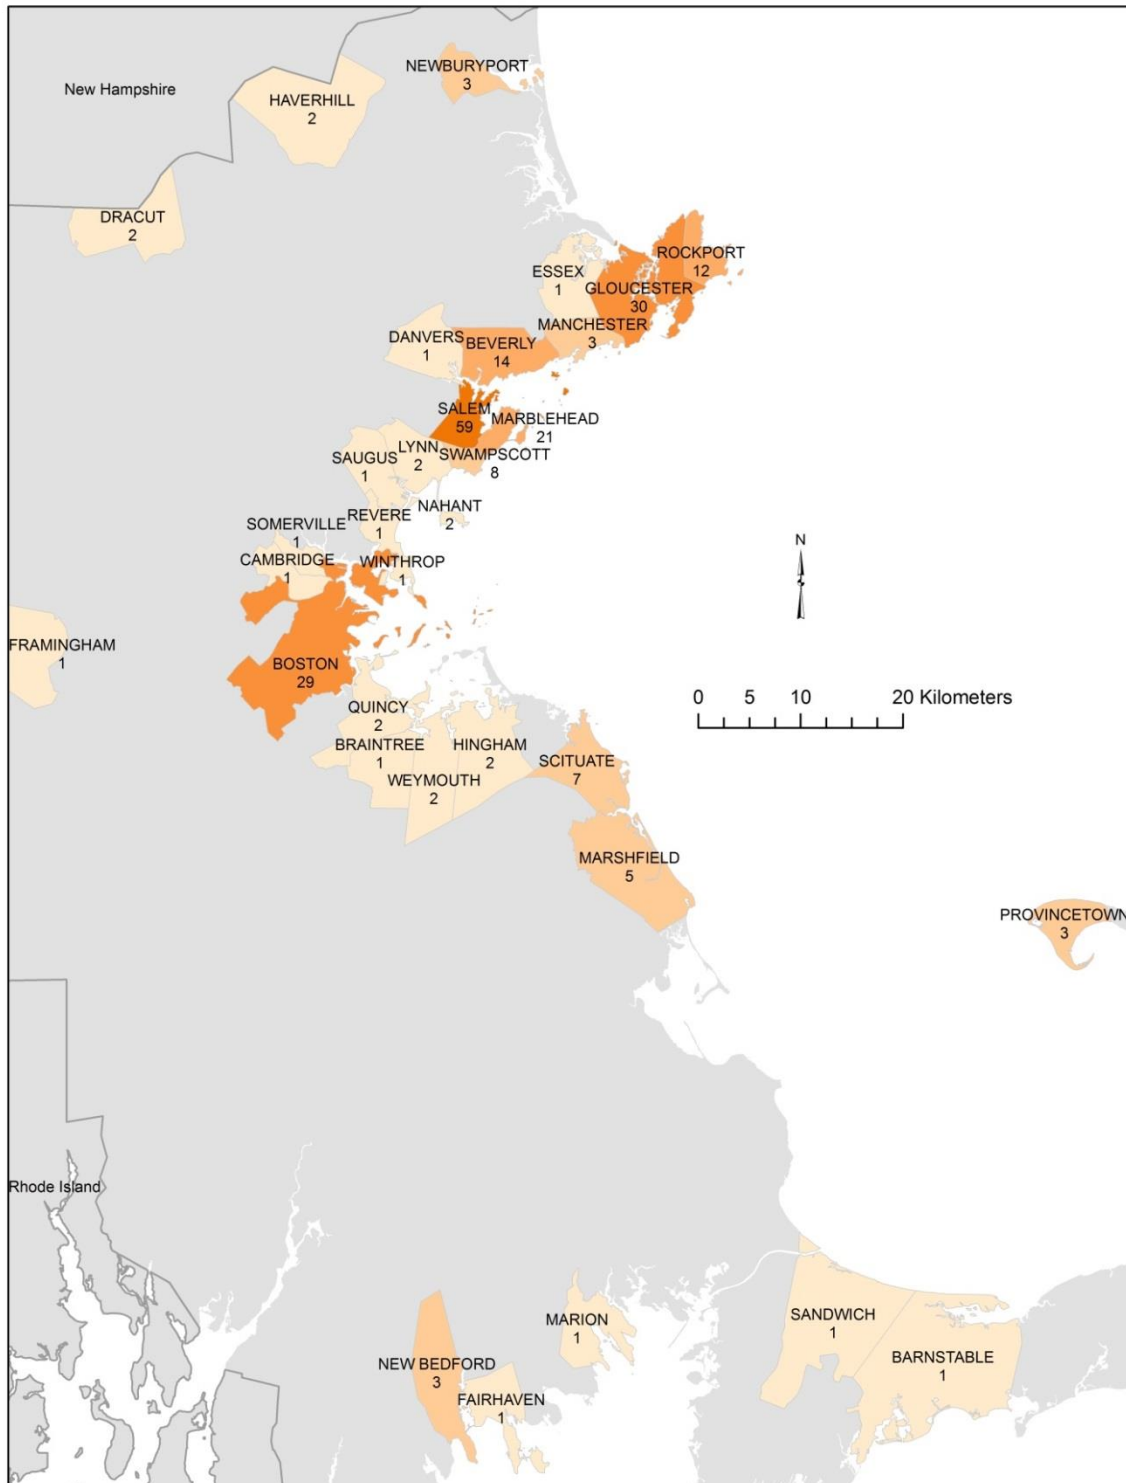 New Hampshire
NEWBURYPORT
3
HAVERHILL
2
DRACUT
2
ROCKPORT
12
ESSEX
1
GLOUCESTER
30
MANCHESTER
3
DANVERS
1
BEVERLY
14
SALEM
59
MARBLEHEAD
21
LYNN
2
SWAMPSCOTT
8
SAUGUS
1
NAHANT
2
REVERE
1
SOMERVILLE
1
CAMBRIDGE
1
WINTHROP
1
N
FRAMINGHAM
1
BOSTON
29
0 5 10 20 Kilometers
QUINCY
2
BRAINTREE
1
HINGHAM
2
WEYMOUTH
2
SCITUATE
7
MARSHFIELD
5
PROVINCETOWN
3
Rhode Island
MARION
1
SANDWICH
1
NEW BEDFORD
3
BARNSTABLE
1
FAIRHAVEN
1